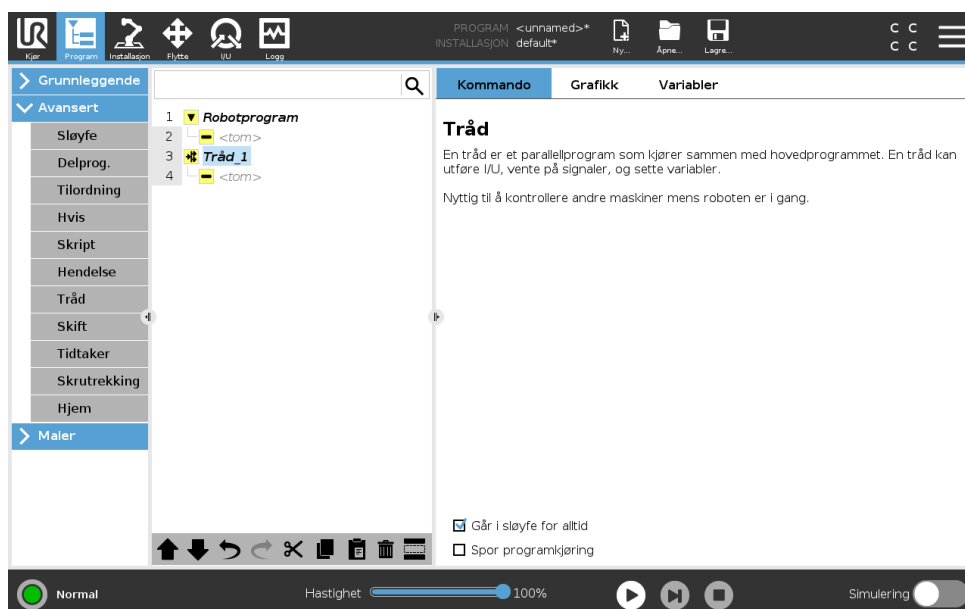 PROGRAM <unnamed>*
INSTALLASJON default*
C C
C C
Kjør Program Installasjon Flytte I/U Logg Ny... Åpne... Lagre...
Grunnleggende
Avansert
Sløyfe
Delprog.
Tilordning
Hvis
Skript
Hendelse
Tråd
Skift
Tidtaker
Skrutrekking
Hjem
Maler
1 Robotprogram
2 <tom>
3 Tråd_1
4 <tom>
Kommando Grafikk Variabler
Tråd
En tråd er et parallellprogram som kjører sammen med hovedprogrammet. En tråd kan
utføre I/U, vente på signaler, og sette variabler.
Nyttig til å kontrollere andre maskiner mens roboten er i gang.
Går i sløyfe for alltid
Spor programkjøring
Normal Hastighet 100% Simulering